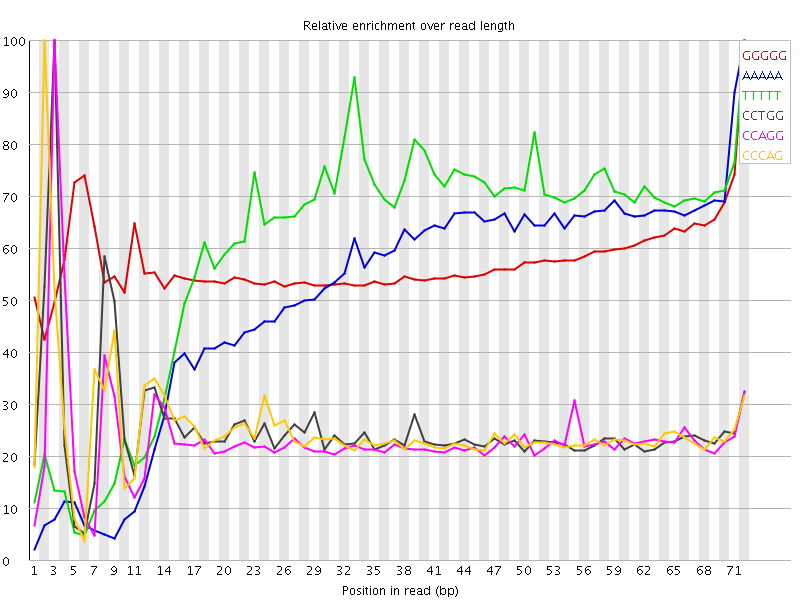 Relative enrichment over read length
100
90
80
70
60
50
40
30
20
10
0
GGGGG
AAAAA
TTTTT
CCTGG
CCAGG
CCCAG
1 3 5 7 9 11 14 17 20 23 26 29 32 35 38 41 44 47 50 53 56 59 62 65 68 71
Position in read (bp)